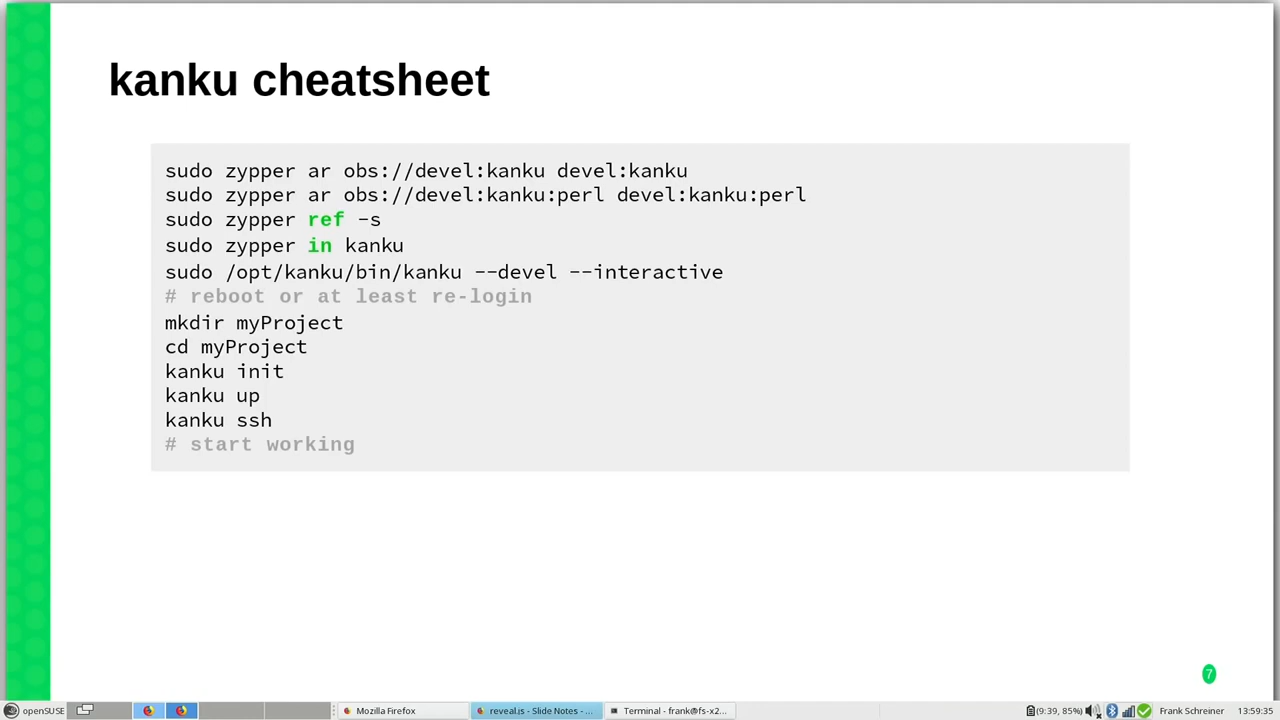 kanku cheatsheet
sudo zypper ar obs://devel:kanku devel:kanku
sudo zypper ar obs://devel:kanku:perl devel:kanku:perl
sudo zypper ref -s
sudo zypper in kanku
sudo /opt/kanku/bin/kanku --devel --interactive
# reboot or at least re-login
mkdir myProject
cd myProject
kanku init
kanku up
kanku ssh
# start working
7
openSUSE
Mozilla Firefox
reveal.js - Slide Notes - ...
Terminal - frank@fs-x2...
(9:39, 85%)
Frank Schreiner
13:59:35